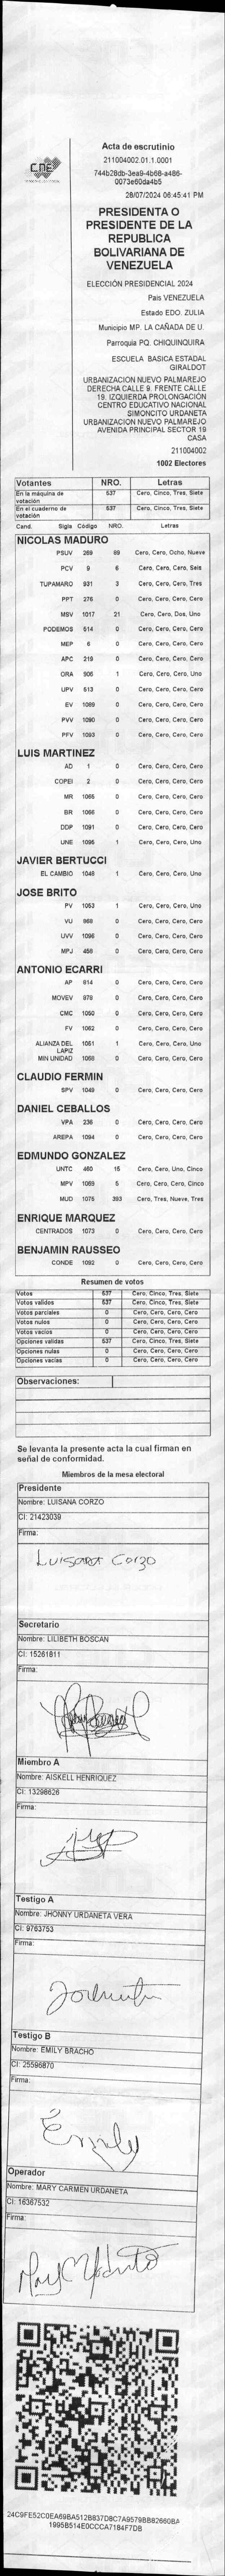 CNE
Acta de escrutinio
211004002.01.1.0001
744b28db-3ea9-4b68-a486-
0073e60da4b5
28/07/2024 06:45:41 PM
PRESIDENTA O
PRESIDENTE DE LA
REPUBLICA
BOLIVARIANA DE
VENEZUELA
ELECCIÓN PRESIDENCIAL 2024
País VENEZUELA
Estado EDO. ZULIA
Municipio MP. LA CAÑADA DE U.
Parroquia PQ. CHIQUINQUIRA
ESCUELA BASICA ESTADAL
GIRALDOT
URBANIZACIÓN NUEVO PALMAREJO
DERECHA CALLE 9. FRENTE CALLE
19. IZQUIERDA PROLONGACIÓN
CENTRO EDUCATIVO NACIONAL
SIMONCITO URDANETA
URBANIZACION NUEVO PALMAREJO
AVENIDA PRINCIPAL SECTOR 19
CASA
211004002
1002 Electores
Votantes NRO. Letras
En la máquina de votación 537 Cero, Cinco, Tres, Siete
En el cuaderno de votación 537 Cero, Cinco, Tres, Siete
Cand. Sigla Código NRO. Letras
NICOLAS MADURO
PSUV 269 89 Cero, Cero, Ocho, Nueve
PCV 9 6 Cero, Cero, Cero, Seis
TUPAMARO 931 3 Cero, Cero, Cero, Tres
PPT 276 0 Cero, Cero, Cero, Cero
MSV 1017 21 Cero, Cero, Dos, Uno
PODEMOS 514 0 Cero, Cero, Cero, Cero
MEP 6 0 Cero, Cero, Cero, Cero
APC 219 0 Cero, Cero, Cero, Cero
ORA 906 1 Cero, Cero, Cero, Uno
UPV 513 0 Cero, Cero, Cero, Cero
EV 1089 0 Cero, Cero, Cero, Cero
PVV 1090 0 Cero, Cero, Cero, Cero
PFV 1093 0 Cero, Cero, Cero, Cero
LUIS MARTINEZ
AD 1 0 Cero, Cero, Cero, Cero
COPEI 2 0 Cero, Cero, Cero, Cero
MR 1065 0 Cero, Cero, Cero, Cero
BR 1066 0 Cero, Cero, Cero, Cero
DDP 1091 0 Cero, Cero, Cero, Cero
UNE 1095 1 Cero, Cero, Cero, Uno
JAVIER BERTUCCI
EL CAMBIO 1048 1 Cero, Cero, Cero, Uno
JOSE BRITO
PV 1053 1 Cero, Cero, Cero, Uno
VU 968 0 Cero, Cero, Cero, Cero
UVV 1096 0 Cero, Cero, Cero, Cero
MPJ 458 0 Cero, Cero, Cero, Cero
ANTONIO ECARRI
AP 814 0 Cero, Cero, Cero, Cero
MOVEV 879 0 Cero, Cero, Cero, Cero
CMC 1050 0 Cero, Cero, Cero, Cero
FV 1062 0 Cero, Cero, Cero, Cero
ALIANZA DEL LAPIZ 1051 1 Cero, Cero, Cero, Uno
MIN UNIDAD 1068 0 Cero, Cero, Cero, Cero
CLAUDIO FERMIN
SPV 1049 0 Cero, Cero, Cero, Cero
DANIEL CEBALLOS
VPA 236 0 Cero, Cero, Cero, Cero
AREPA 1094 0 Cero, Cero, Cero, Cero
EDMUNDO GONZALEZ
UNTC 460 15 Cero, Cero, Uno, Cinco
MPV 1069 5 Cero, Cero, Cero, Cinco
MUD 1075 393 Cero, Tres, Nueve, Tres
ENRIQUE MARQUEZ
CENTRADOS 1073 0 Cero, Cero, Cero, Cero
BENJAMIN RAUSSEO
CONDE 1092 0 Cero, Cero, Cero, Cero
Resumen de votos
Votos 537 Cero, Cinco, Tres, Siete
Votos validos 537 Cero, Cinco, Tres, Siete
Votos parciales 0 Cero, Cero, Cero, Cero
Votos nulos 0 Cero, Cero, Cero, Cero
Votos vacios 0 Cero, Cero, Cero, Cero
Opciones validas 537 Cero, Cinco, Tres, Siete
Opciones nulas 0 Cero, Cero, Cero, Cero
Opciones vacias 0 Cero, Cero, Cero, Cero
Observaciones:
Se levanta la presente acta la cual firman en
señal de conformidad.
Miembros de la mesa electoral
Presidente
Nombre: LUISANA CORZO
CI: 21423039
Firma:
Luisana Corzo
Secretario
Nombre: LILIBETH BOSCAN
CI: 15261811
Firma:
Miembro A
Nombre: AISKELL HENRIQUEZ
CI: 13298626
Firma:
Testigo A
Nombre: JHONNY URDANETA VERA
CI: 9763753
Firma:
Testigo B
Nombre: EMILY BRACHO
CI: 25596870
Firma:
Emily
Operador
Nombre: MARY CARMEN URDANETA
CI: 16367532
Firma:
24C9FE52C0EA69BA512B837D8C7A9579BB82660BA
1995B514E0CCCA7184F7DB